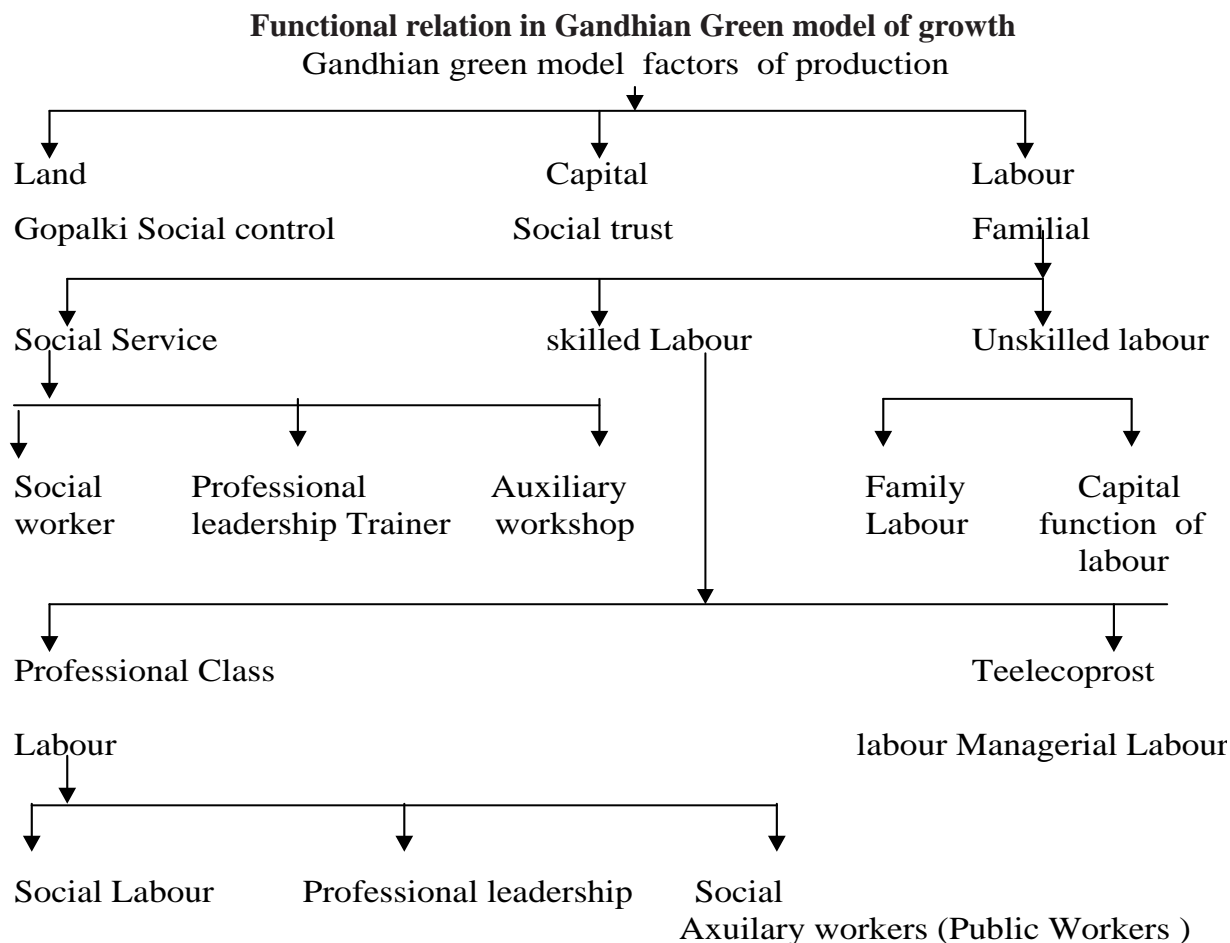 Functional relation in Gandhian Green model of growth
Gandhian green model factors of production
Land Capital Labour
Gopalki Social control Social trust Familial
Social Service skilled Labour Unskilled labour
Social Professional Auxiliary Family Capital
worker leadership Trainer workshop Labour function of
labour
Professional Class Teelecoprost
Labour labour Managerial Labour
Social Labour Professional leadership Social
Axuilary workers (Public Workers )